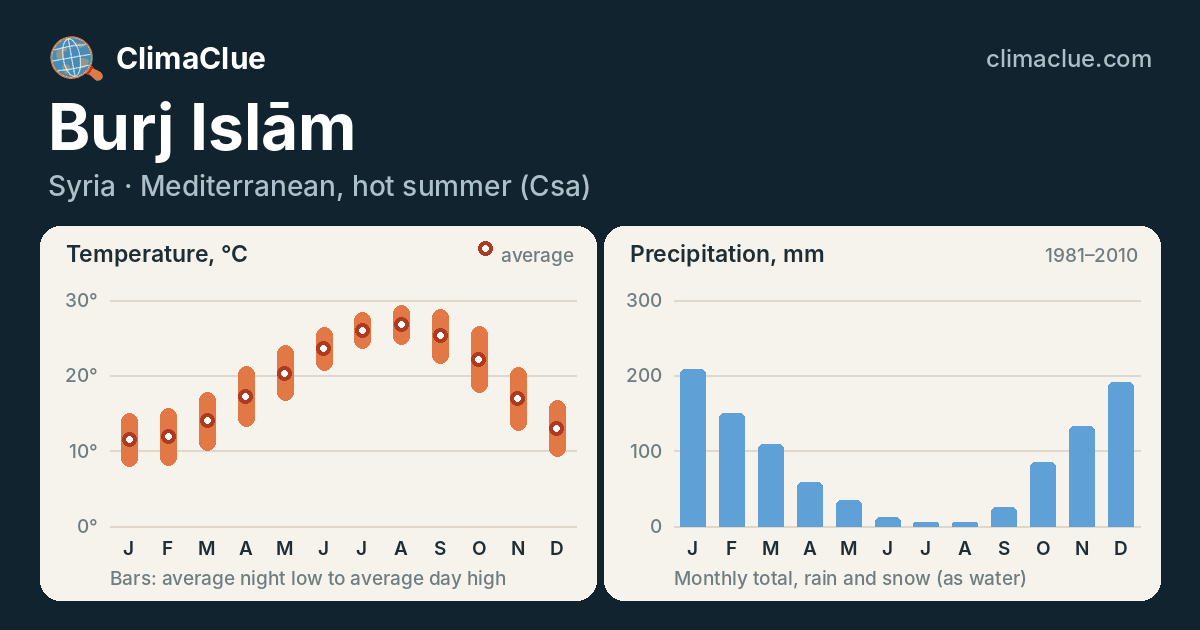 ClimaClue
climaclue.com
Burj Islām
Syria · Mediterranean, hot summer (Csa)
Temperature, °C
average
30°
20°
10°
0°
J F M A M J J A S O N D
Bars: average night low to average day high
Precipitation, mm
1981–2010
300
200
100
0
J F M A M J J A S O N D
Monthly total, rain and snow (as water)